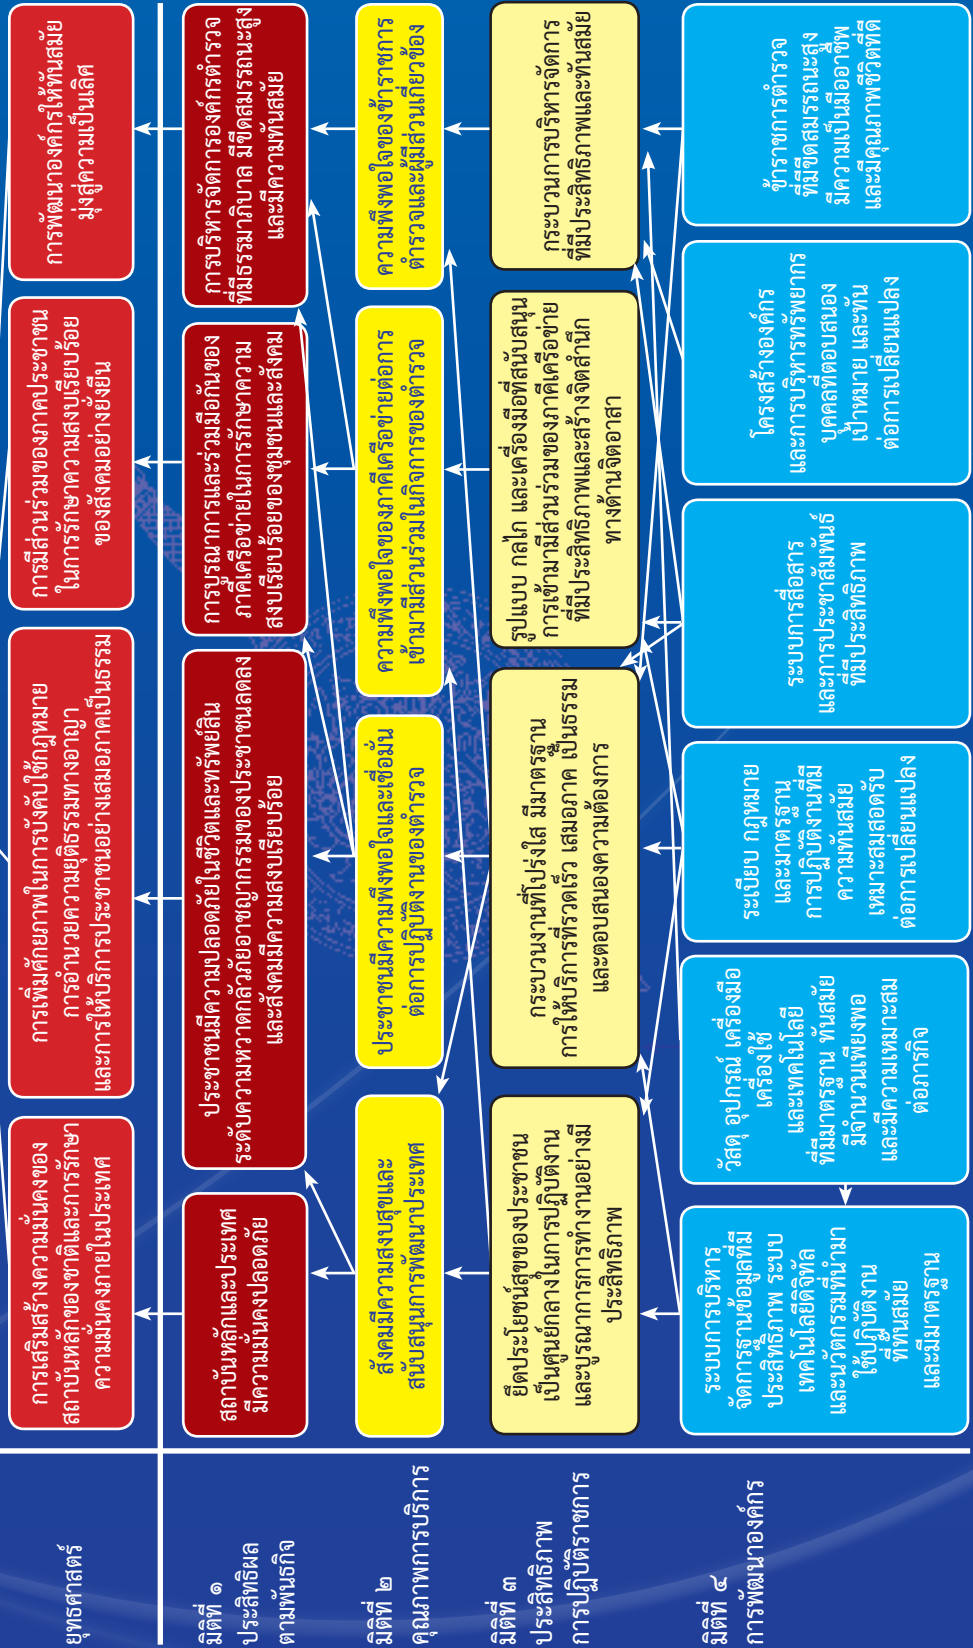 ยุทธศาสตร์
การเสริมสร้างความมั่นคงของ
สถาบันหลักของชาติและการรักษา
ความมั่นคงภายในประเทศ
การเพิ่มศักยภาพในการบังคับใช้กฎหมาย
การอำนวยความยุติธรรมทางอาญา
และการให้บริการประชาชนอย่างเสมอภาคเป็นธรรม
การมีส่วนร่วมของภาคประชาชน
ในการรักษาความสงบเรียบร้อย
ของสังคมอย่างยั่งยืน
การพัฒนาองค์กรให้ทันสมัย
มุ่งสู่ความเป็นเลิศ
มิติที่ ๑
ประสิทธิผล
ตามพันธกิจ
สถาบันหลักและประเทศ
มีความมั่นคงปลอดภัย
ประชาชนมีความปลอดภัยในชีวิตและทรัพย์สิน
ระดับความหวาดกลัวภัยอาชญากรรมของประชาชนลดลง
และสังคมมีความสงบเรียบร้อย
การบูรณาการและร่วมมือกันของ
ภาคีเครือข่ายในการรักษาความ
สงบเรียบร้อยของชุมชนและสังคม
การบริหารจัดการองค์กรตำรวจ
ที่มีธรรมาภิบาล มีขีดสมรรถนะสูง
และมีความทันสมัย
มิติที่ ๒
คุณภาพการบริการ
สังคมมีความสงบสุขและ
สนับสนุนการพัฒนาประเทศ
ประชาชนมีความพึงพอใจและเชื่อมั่น
ต่อการปฏิบัติงานของตำรวจ
ความพึงพอใจของภาคีเครือข่ายต่อการ
เข้ามามีส่วนร่วมในกิจการของตำรวจ
ความพึงพอใจของข้าราชการ
ตำรวจและผู้มีส่วนเกี่ยวข้อง
มิติที่ ๓
ประสิทธิภาพ
การปฏิบัติราชการ
ยึดประโยชน์สุขของประชาชน
เป็นศูนย์กลางในการปฏิบัติงาน
และบูรณาการการทำงานอย่างมี
ประสิทธิภาพ
กระบวนงานที่โปร่งใส มีมาตรฐาน
การให้บริการที่รวดเร็ว เสมอภาค เป็นธรรม
และตอบสนองความต้องการ
รูปแบบ กลไก และเครื่องมือที่สนับสนุน
การเข้ามามีส่วนร่วมของภาคีเครือข่าย
ที่มีประสิทธิภาพและสร้างจิตสำนึก
ทางด้านจิตอาสา
กระบวนการบริหารจัดการ
ที่มีประสิทธิภาพและทันสมัย
มิติที่ ๔
การพัฒนาองค์กร
ระบบการบริหาร
จัดการฐานข้อมูลที่มี
ประสิทธิภาพ ระบบ
เทคโนโลยีดิจิทัล
และนวัตกรรมที่นำมา
ใช้ปฏิบัติงาน
ที่ทันสมัย
และมีมาตรฐาน
วัสดุ อุปกรณ์ เครื่องมือ
เครื่องใช้
และเทคโนโลยี
ที่มีมาตรฐาน ทันสมัย
มีจำนวนเพียงพอ
และมีความเหมาะสม
ต่อภารกิจ
ระเบียบ กฎหมาย
และมาตรฐาน
การปฏิบัติงานที่มี
ความทันสมัย
เหมาะสมสอดรับ
ต่อการเปลี่ยนแปลง
ระบบการสื่อสาร
และการประชาสัมพันธ์
ที่มีประสิทธิภาพ
โครงสร้างองค์กร
และการบริหารทรัพยากร
บุคคลที่ตอบสนอง
เป้าหมาย และทัน
ต่อการเปลี่ยนแปลง
ข้าราชการตำรวจ
ที่มีขีดสมรรถนะสูง
มีความเป็นมืออาชีพ
และมีคุณภาพชีวิตที่ดี